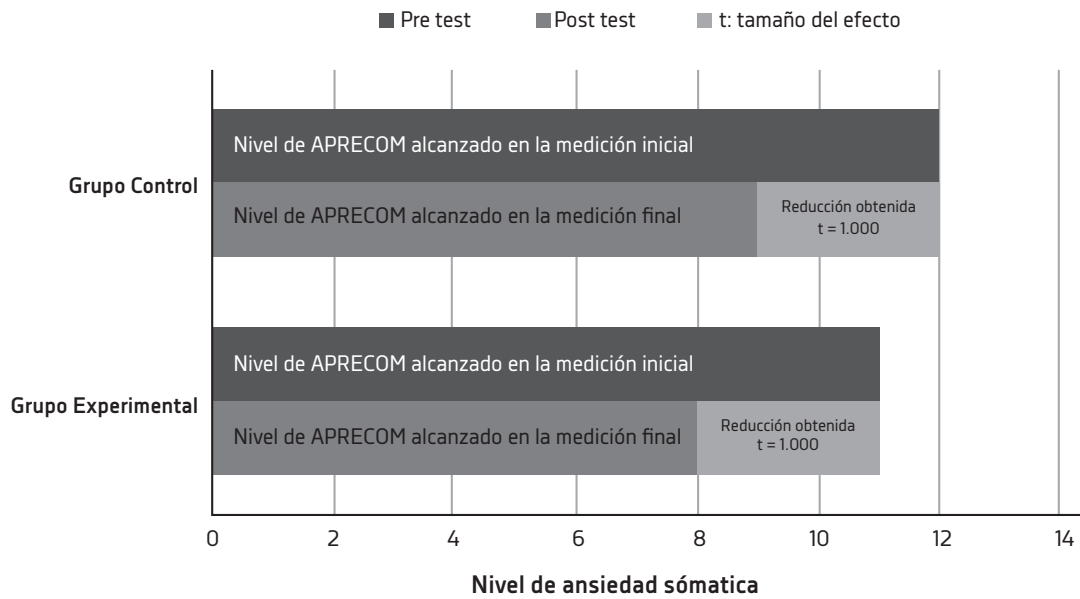 Pre test Post test t: tamaño del efecto
Grupo Control
Nivel de APRECOM alcanzado en la medición inicial
Nivel de APRECOM alcanzado en la medición final
Reducción obtenida
t = 1.000
Grupo Experimental
Nivel de APRECOM alcanzado en la medición inicial
Nivel de APRECOM alcanzado en la medición final
Reducción obtenida
t = 1.000
0 2 4 6 8 10 12 14
Nivel de ansiedad sómatica